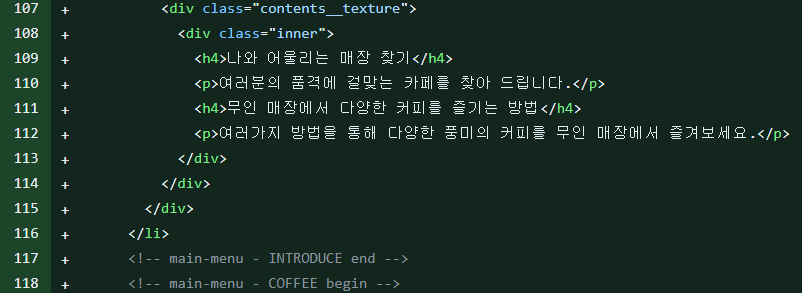 107 + <div class="contents__texture">
108 + <div class="inner">
109 + <h4>나와 어울리는 매장 찾기</h4>
110 + <p>여러분의 품격에 걸맞는 카페를 찾아 드립니다.</p>
111 + <h4>무인 매장에서 다양한 커피를 즐기는 방법</h4>
112 + <p>여러가지 방법을 통해 다양한 풍미의 커피를 무인 매장에서 즐겨보세요.</p>
113 + </div>
114 + </div>
115 + </div>
116 + </li>
117 + <!-- main-menu - INTRODUCE end -->
118 + <!-- main-menu - COFFEE begin -->